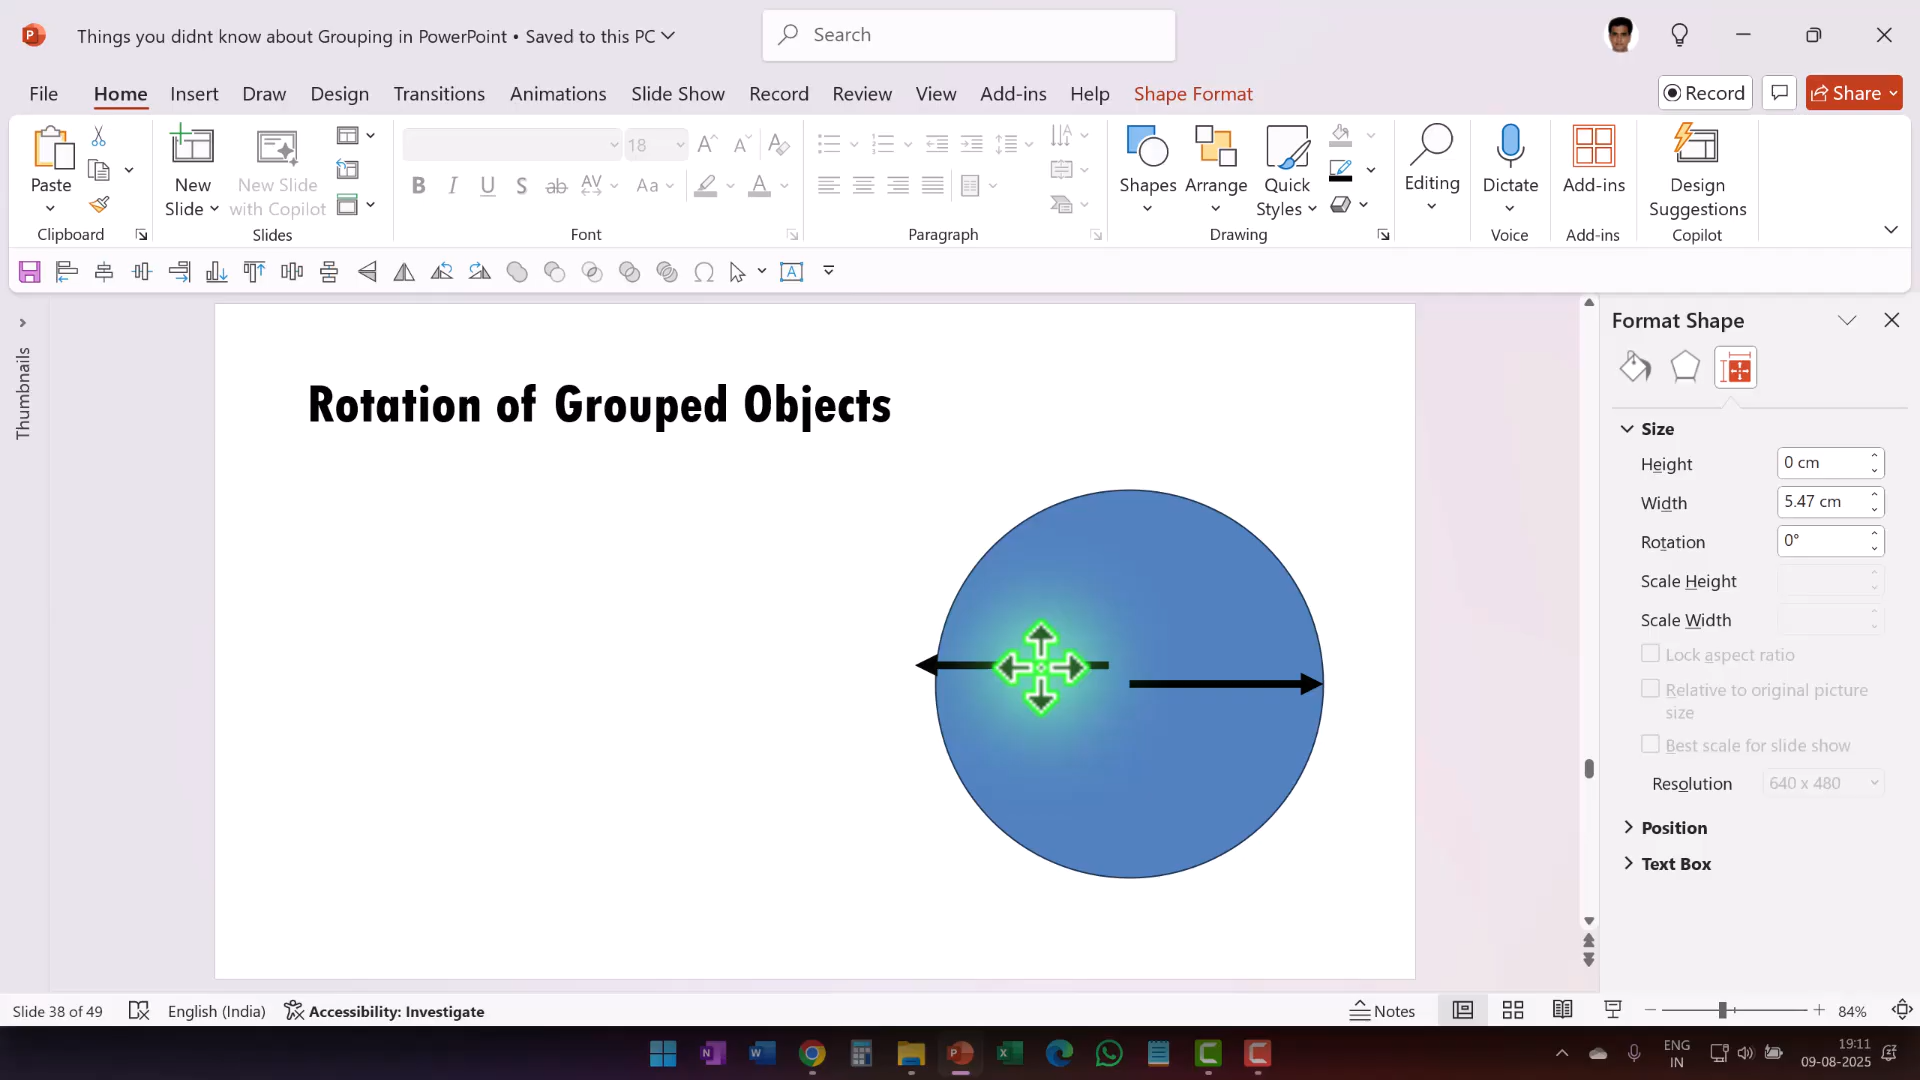 Things you didnt know about Grouping in PowerPoint • Saved to this PC
Search
File Home Insert Draw Design Transitions Animations Slide Show Record Review View Add-ins Help Shape Format
Record
Share
Paste
New Slide
New Slide with Copilot
18
Aa
Shapes
Arrange
Quick Styles
Editing
Dictate
Add-ins
Design Suggestions
Clipboard
Slides
Font
Paragraph
Drawing
Voice
Add-ins
Copilot
Thumbnails
Rotation of Grouped Objects
Format Shape
Size
Height 0 cm
Width 5.47 cm
Rotation 0°
Scale Height
Scale Width
Lock aspect ratio
Relative to original picture
size
Best scale for slide show
Resolution 640 x 480
Position
Text Box
Slide 38 of 49 English (India) Accessibility: Investigate
Notes
84%
ENG
IN
19:11
09-08-2025